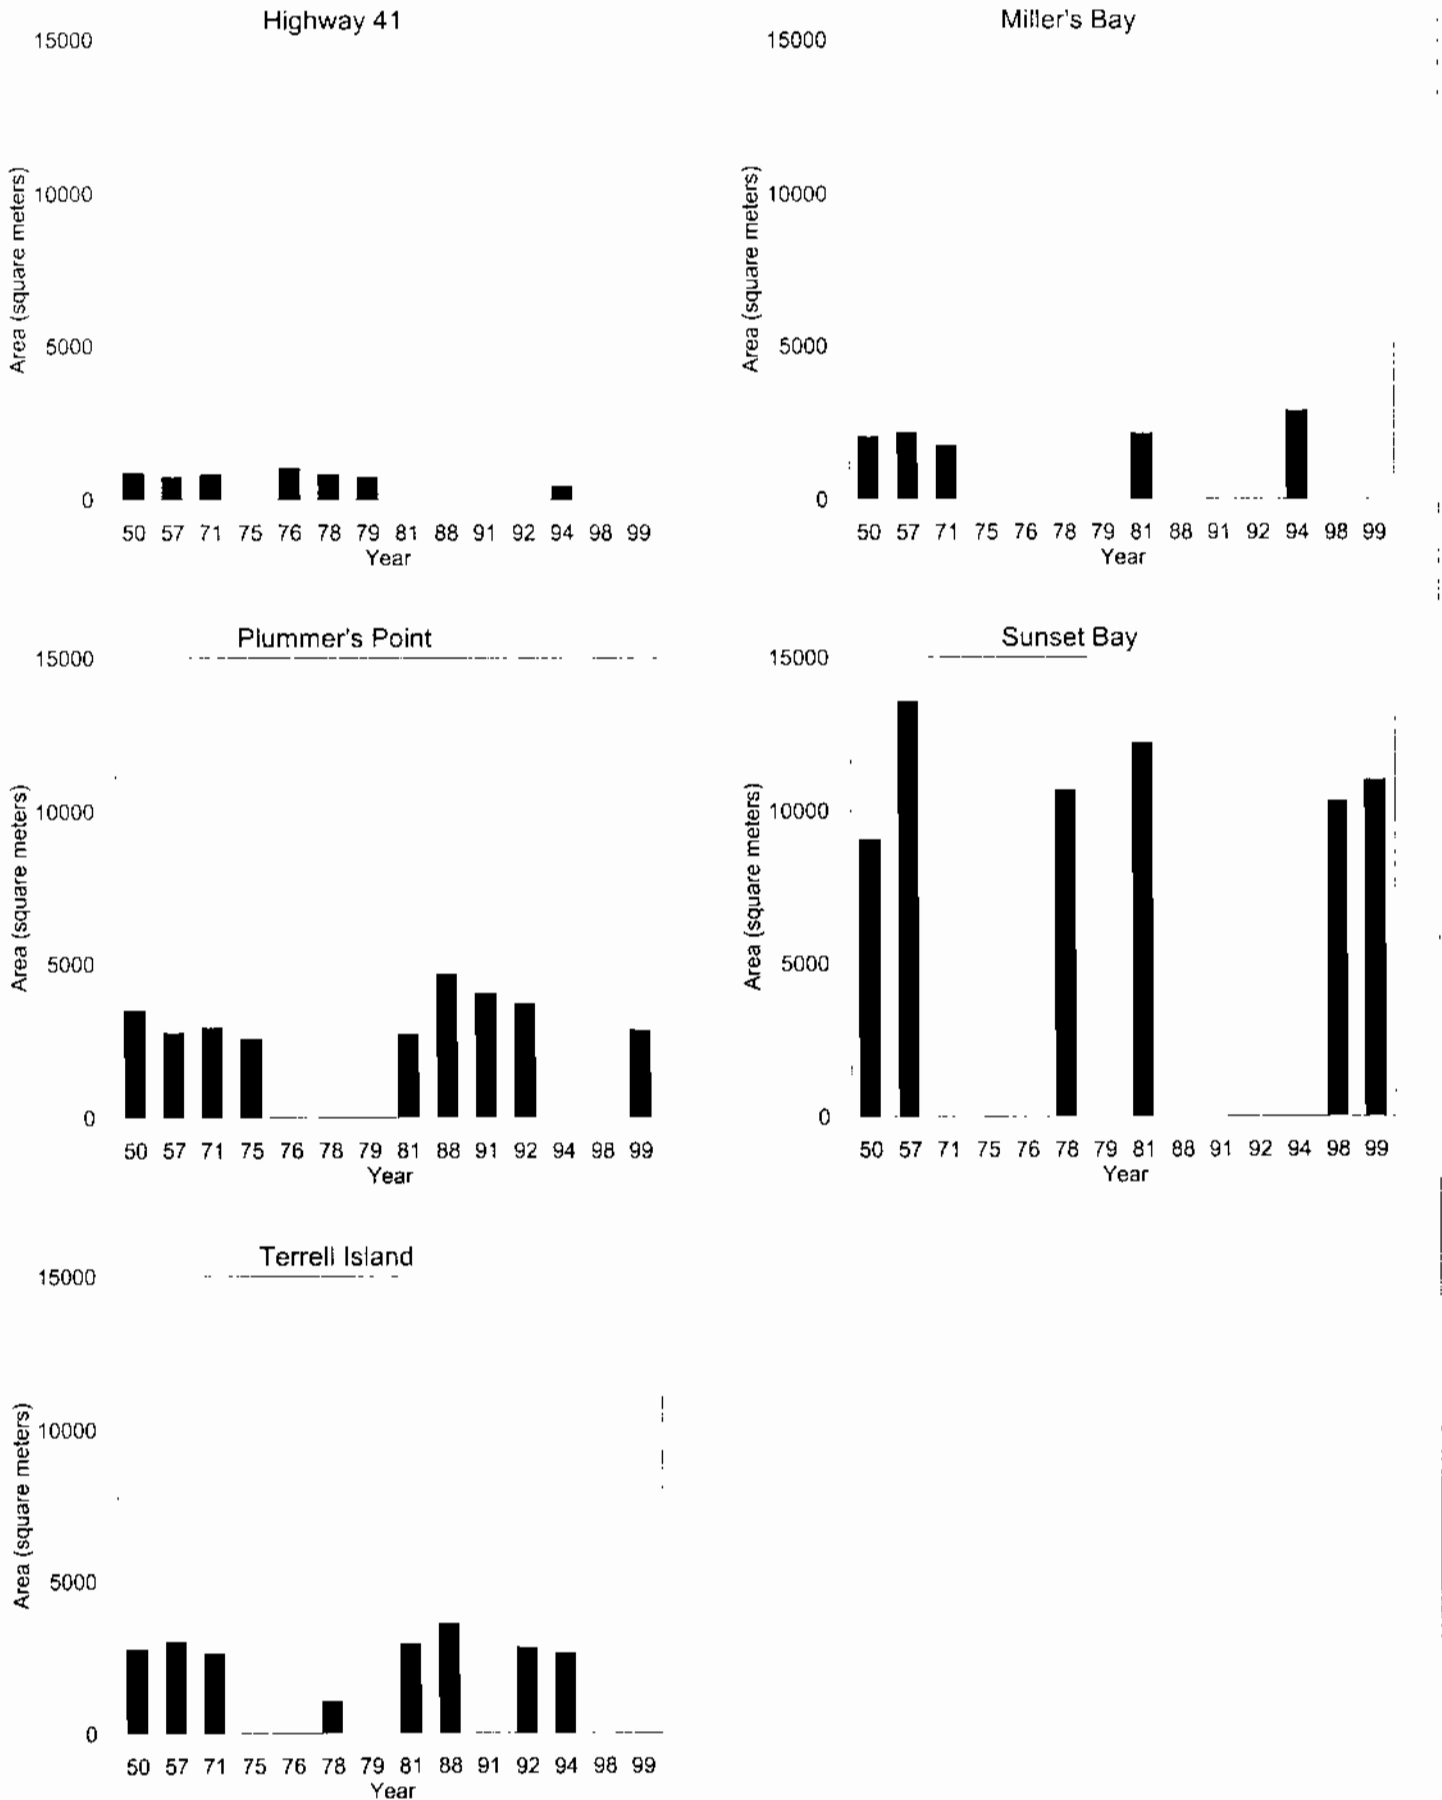 Highway 41
15000
10000
5000
0
Area (square meters)
50 57 71 75 76 78 79 81 88 91 92 94 98 99
Year
Miller's Bay
15000
10000
5000
0
Area (square meters)
50 57 71 75 76 78 79 81 88 91 92 94 98 99
Year
Plummer's Point
15000
10000
5000
0
Area (square meters)
50 57 71 75 76 78 79 81 88 91 92 94 98 99
Year
Sunset Bay
15000
10000
5000
0
Area (square meters)
50 57 71 75 76 78 79 81 88 91 92 94 98 99
Year
Terrell Island
15000
10000
5000
0
Area (square meters)
50 57 71 75 76 78 79 81 88 91 92 94 98 99
Year